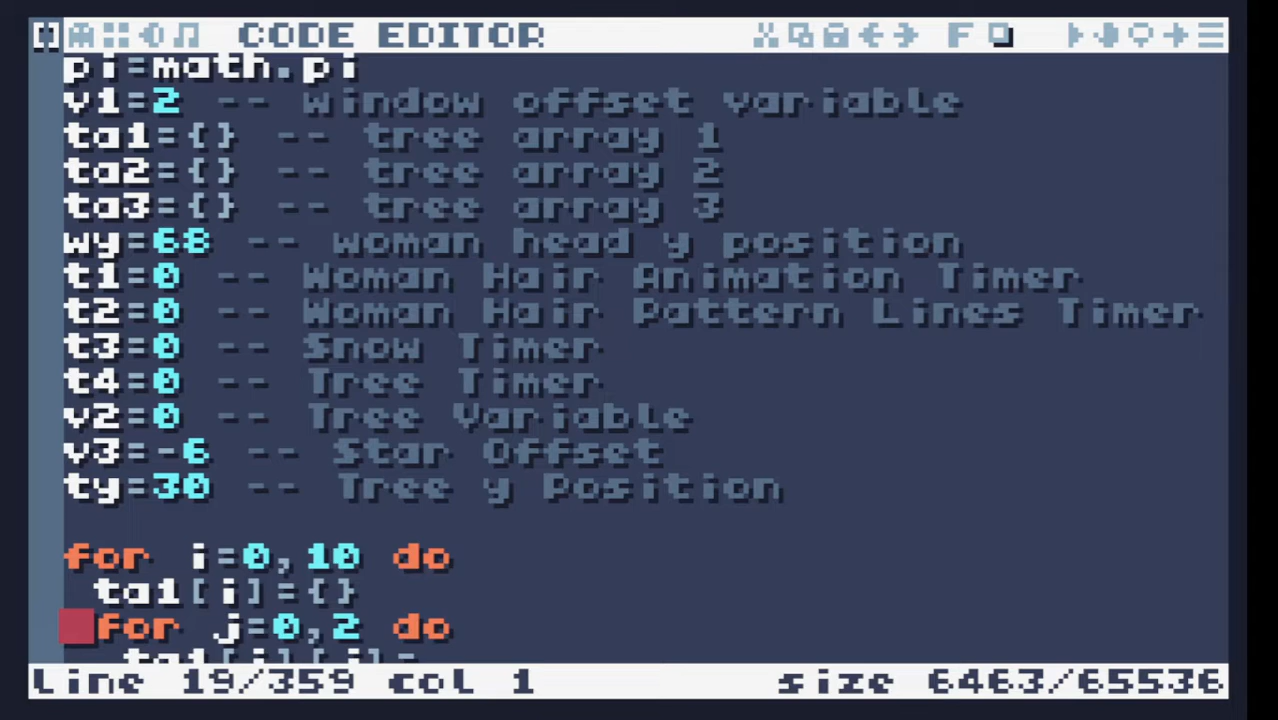 CODE EDITOR F
pi=math.pi
v1=2 -- window offset variable
ta1={} -- tree array 1
ta2={} -- tree array 2
ta3={} -- tree array 3
wy=68 -- woman head y position
t1=0 -- Woman Hair Animation Timer
t2=0 -- Woman Hair Pattern Lines Timer
t3=0 -- Snow Timer
t4=0 -- Tree Timer
v2=0 -- Tree Variable
v3=-6 -- Star Offset
ty=30 -- Tree y Position
for i=0,10 do
ta1[i]={}
for j=0,2 do
ta1[i][j]=
line 19/359 col 1 size 6463/65536